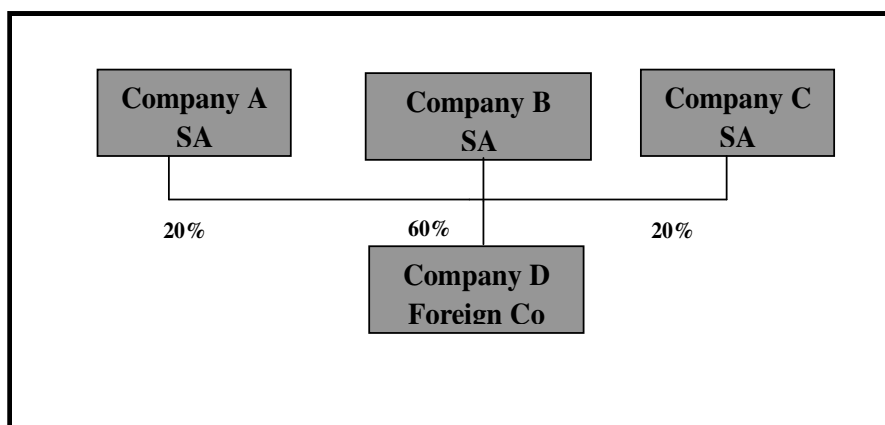 Company A
SA
Company B
SA
Company C
SA
20%
60%
20%
Company D
Foreign Co